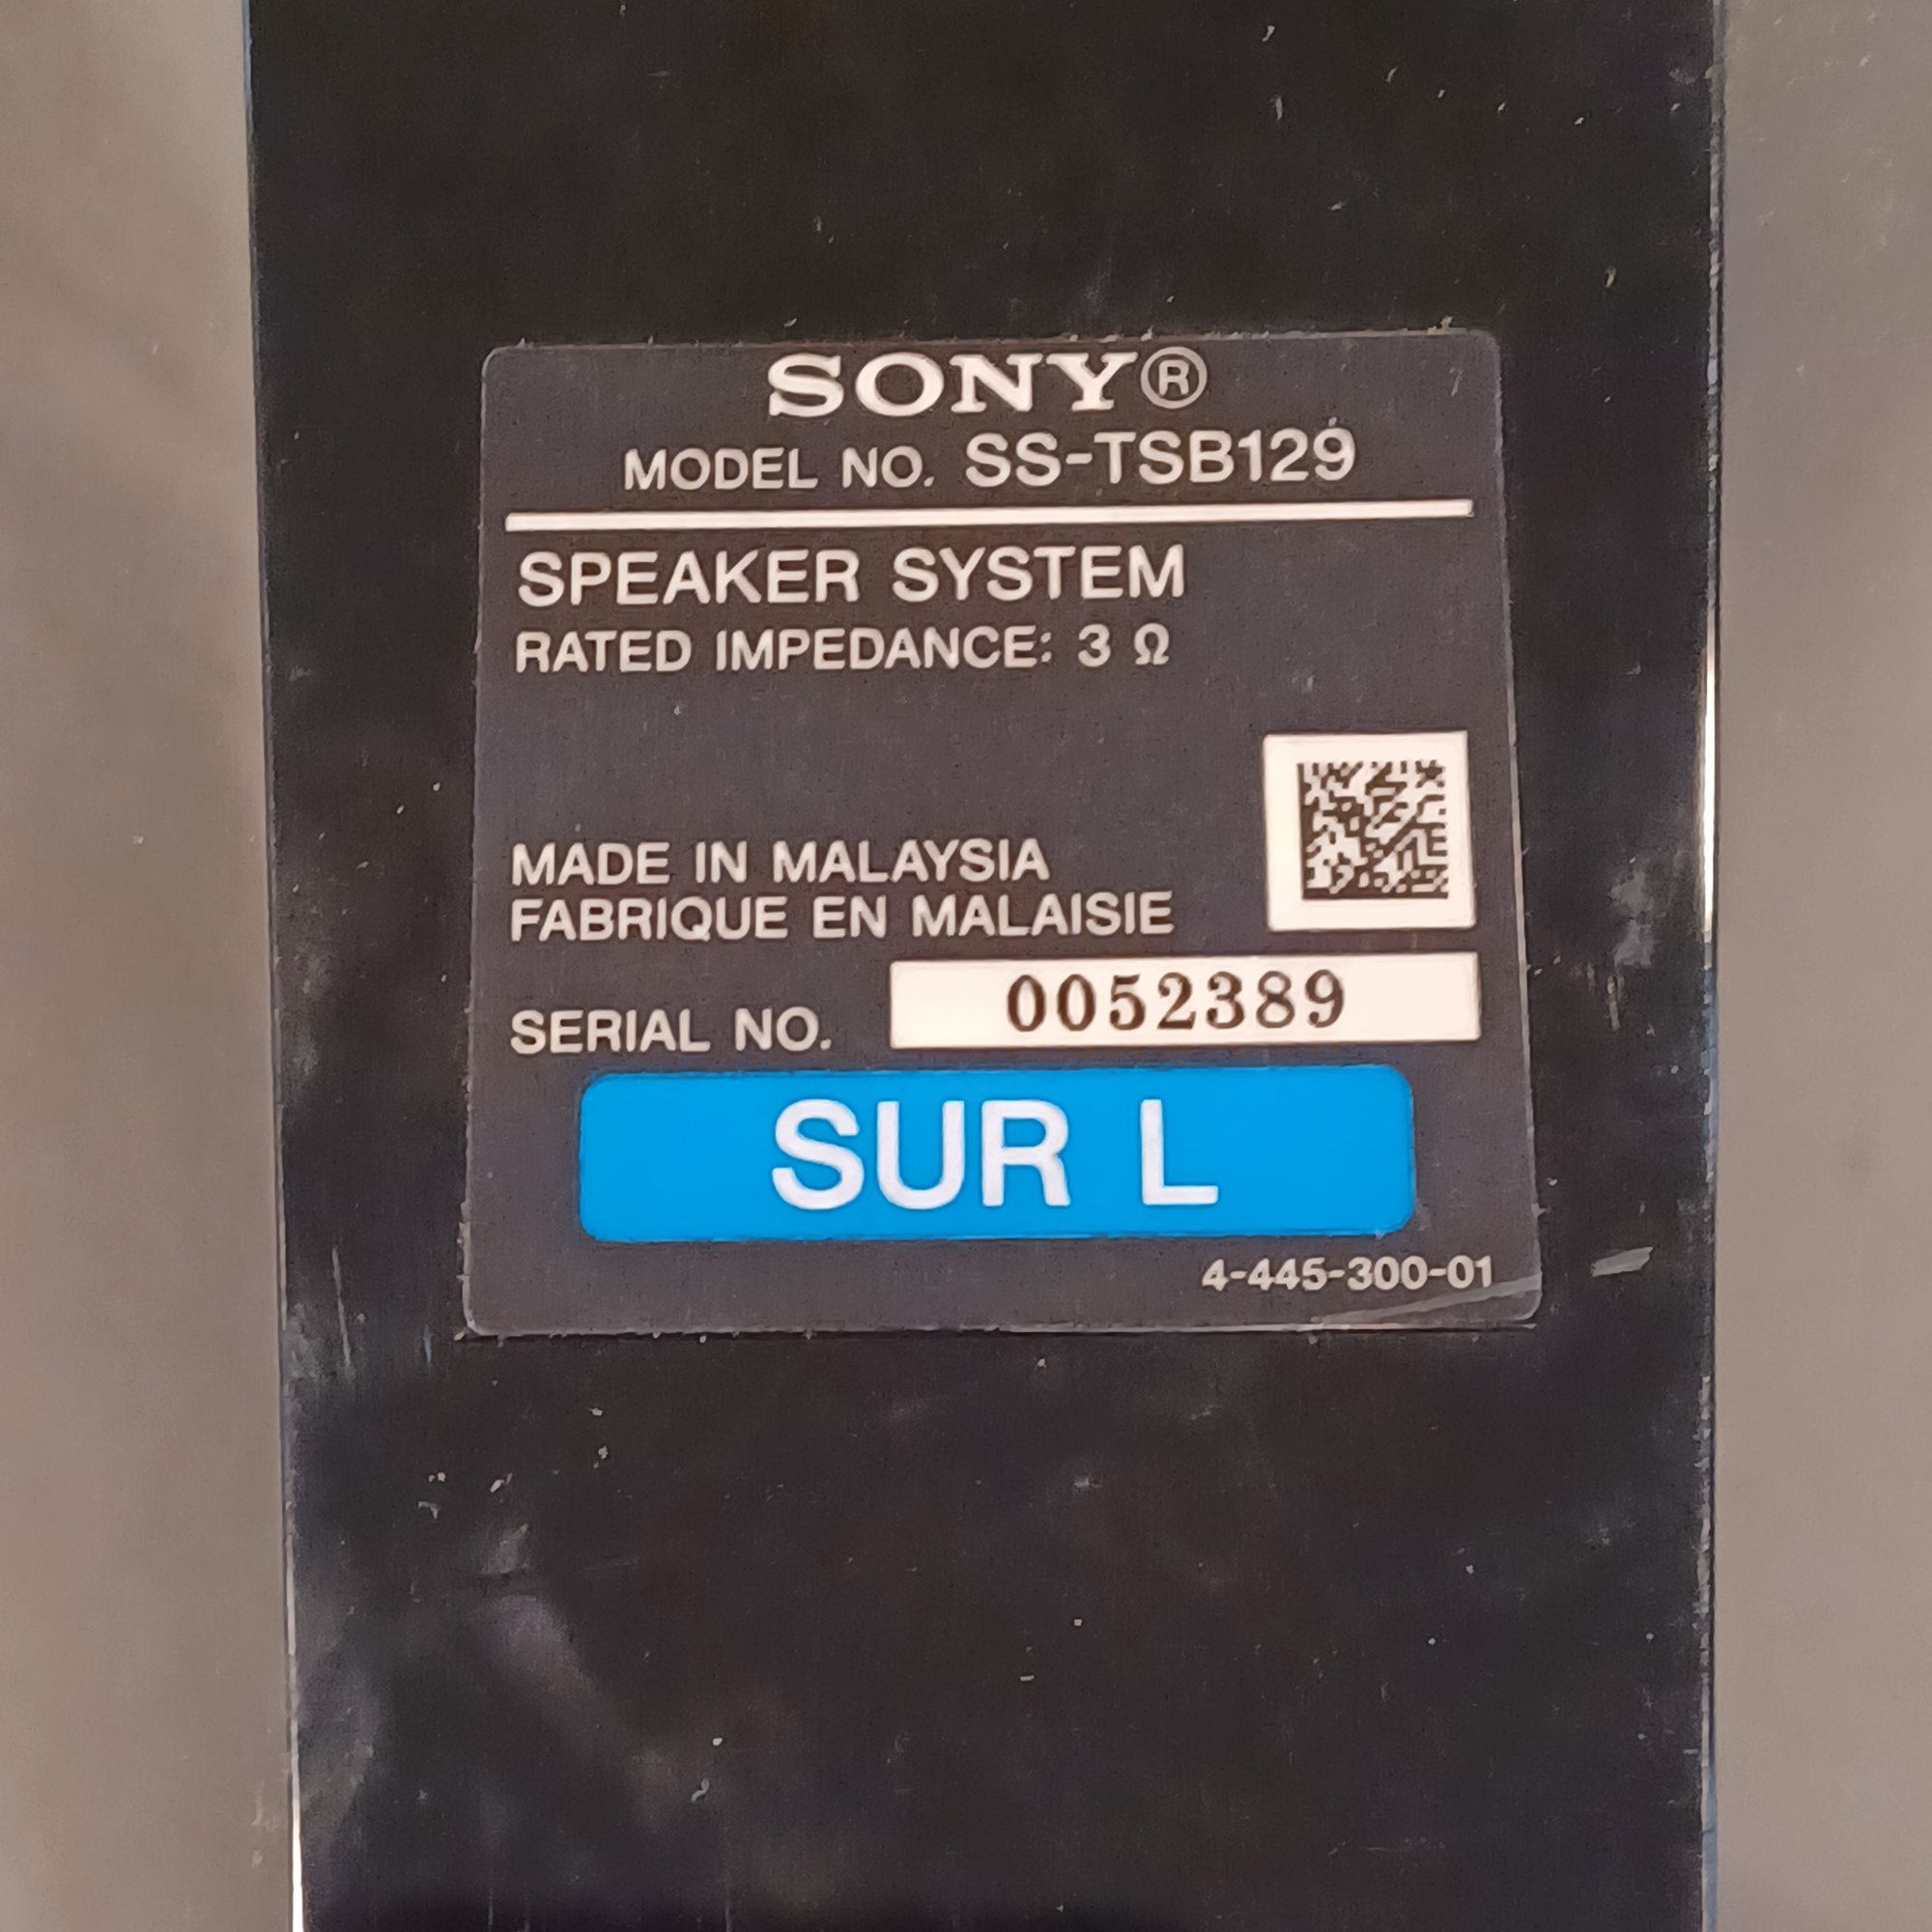 SONY®
MODEL NO. SS-TSB129
SPEAKER SYSTEM
RATED IMPEDANCE: 3 Ω
MADE IN MALAYSIA
FABRIQUE EN MALAISIE
SERIAL NO. 0052389
SUR L
4-445-300-01